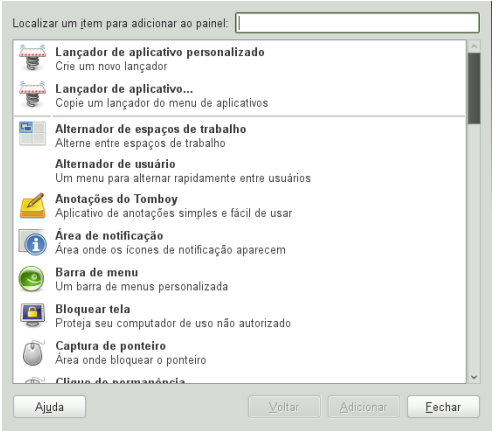 Localizar um item para adicionar ao painel:
Lançador de aplicativo personalizado
Crie um novo lançador
Lançador de aplicativo...
Copie um lançador do menu de aplicativos
Alternador de espaços de trabalho
Alterne entre espaços de trabalho
Alternador de usuário
Um menu para alternar rapidamente entre usuários
Anotações do Tomboy
Aplicativo de anotações simples e fácil de usar
Área de notificação
Área onde os ícones de notificação aparecem
Barra de menu
Um barra de menus personalizada
Bloquear tela
Proteja seu computador de uso não autorizado
Captura de ponteiro
Área onde bloquear o ponteiro
Clique de permanência
Ajuda Voltar Adicionar Fechar